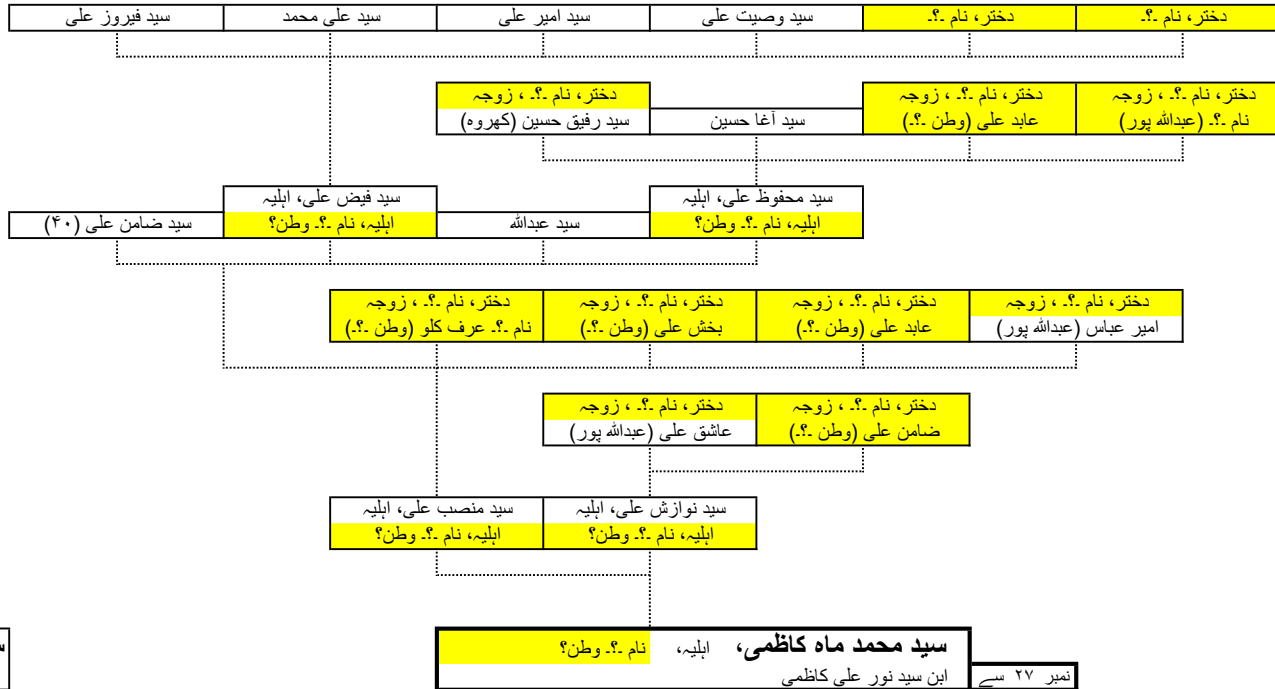 دختر، نام ـ؟ـ
دختر، نام ـ؟ـ
سید وصیت علی
سید امیر علی
سید علی محمد
سید فیروز علی
دختر، نام ـ؟ـ ، زوجہ
نام ـ؟ـ (عبداللہ پور)
دختر، نام ـ؟ـ ، زوجہ
عابد علی (وطن ـ؟ـ)
سید آغا حسین
دختر، نام ـ؟ـ ، زوجہ
سید رفیق حسین (کھروہ)
سید محفوظ علی، اہلیہ
اہلیہ، نام ـ؟ـ وطن؟
سید عبداللہ
سید فیض علی، اہلیہ
اہلیہ، نام ـ؟ـ وطن؟
سید ضامن علی (۴۰)
دختر، نام ـ؟ـ ، زوجہ
امیر عباس (عبداللہ پور)
دختر، نام ـ؟ـ ، زوجہ
عابد علی (وطن ـ؟ـ)
دختر، نام ـ؟ـ ، زوجہ
بخش علی (وطن ـ؟ـ)
دختر، نام ـ؟ـ ، زوجہ
نام ـ؟ـ عرف کلو (وطن ـ؟ـ)
دختر، نام ـ؟ـ ، زوجہ
ضامن علی (وطن ـ؟ـ)
دختر، نام ـ؟ـ ، زوجہ
عاشق علی (عبداللہ پور)
سید نوازش علی، اہلیہ
اہلیہ، نام ـ؟ـ وطن؟
سید منصب علی، اہلیہ
اہلیہ، نام ـ؟ـ وطن؟
سید محمد ماہ کاظمی، اہلیہ، نام ـ؟ـ وطن؟
ابن سید نور علی کاظمی
نمبر ۲۷ سے